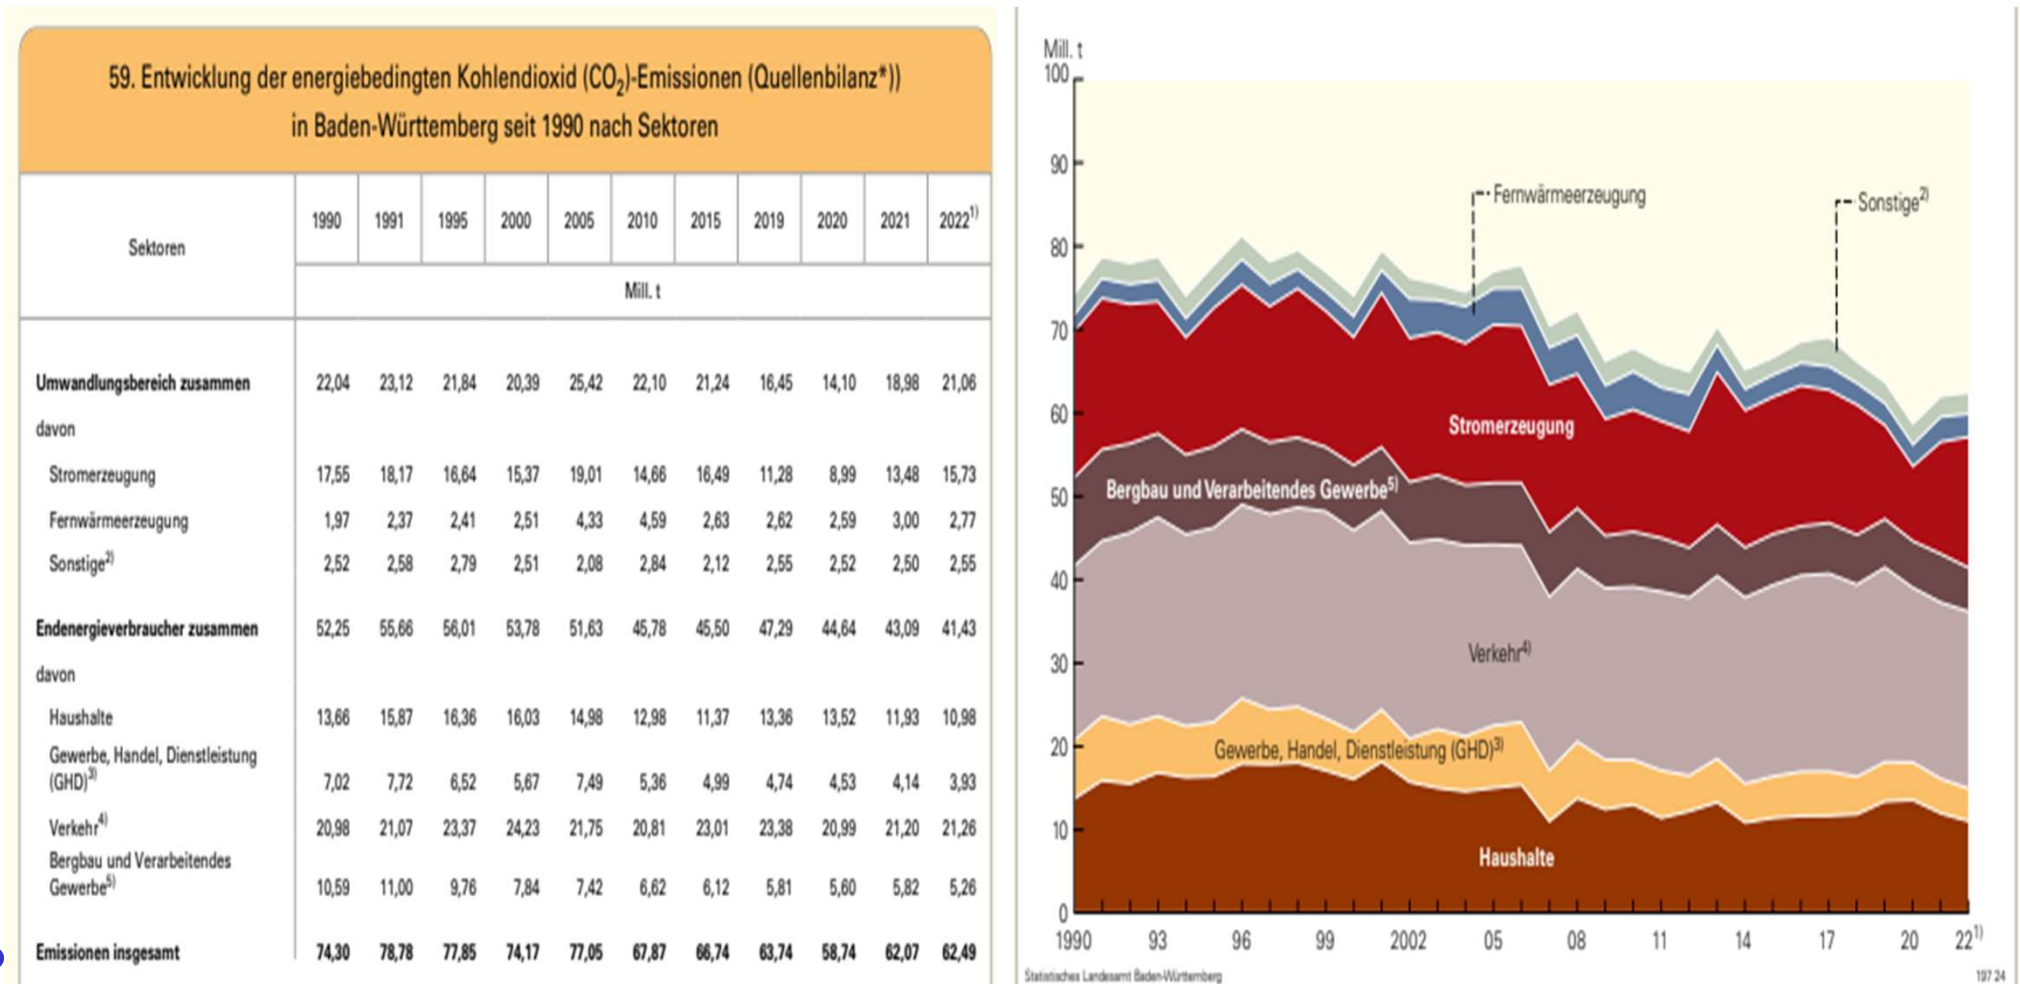 59. Entwicklung der energiebedingten Kohlendioxid (CO₂)-Emissionen (Quellenbilanz*))
in Baden-Württemberg seit 1990 nach Sektoren
Sektoren
1990 1991 1995 2000 2005 2010 2015 2019 2020 2021 2022¹⁾
Mill. t
Umwandlungsbereich zusammen 22,04 23,12 21,84 20,39 25,42 22,10 21,24 16,45 14,10 18,98 21,06
davon
Stromerzeugung 17,55 18,17 16,64 15,37 19,01 14,66 16,49 11,28 8,99 13,48 15,73
Fernwärmeerzeugung 1,97 2,37 2,41 2,51 4,33 4,59 2,63 2,62 2,59 3,00 2,77
Sonstige²⁾ 2,52 2,58 2,79 2,51 2,08 2,84 2,12 2,55 2,52 2,50 2,55
Endenergieverbraucher zusammen 52,25 55,66 56,01 53,78 51,63 45,78 45,50 47,29 44,64 43,09 41,43
davon
Haushalte 13,66 15,87 16,36 16,03 14,98 12,98 11,37 13,36 13,52 11,93 10,98
Gewerbe, Handel, Dienstleistung
(GHD)³⁾ 7,02 7,72 6,52 5,67 7,49 5,36 4,99 4,74 4,53 4,14 3,93
Verkehr⁴⁾ 20,98 21,07 23,37 24,23 21,75 20,81 23,01 23,38 20,99 21,20 21,26
Bergbau und Verarbeitendes
Gewerbe⁵⁾ 10,59 11,00 9,76 7,84 7,42 6,62 6,12 5,81 5,60 5,82 5,26
Emissionen insgesamt 74,30 78,78 77,85 74,17 77,05 67,87 66,74 63,74 58,74 62,07 62,49
Mill. t
100
90
80
70
60
50
40
30
20
10
0
Fernwärmeerzeugung
Sonstige²⁾
Stromerzeugung
Bergbau und Verarbeitendes Gewerbe⁵⁾
Verkehr⁴⁾
Gewerbe, Handel, Dienstleistung (GHD)³⁾
Haushalte
1990 93 96 99 2002 05 08 11 14 17 20 22¹⁾
Statistisches Landesamt Baden-Württemberg
197 24